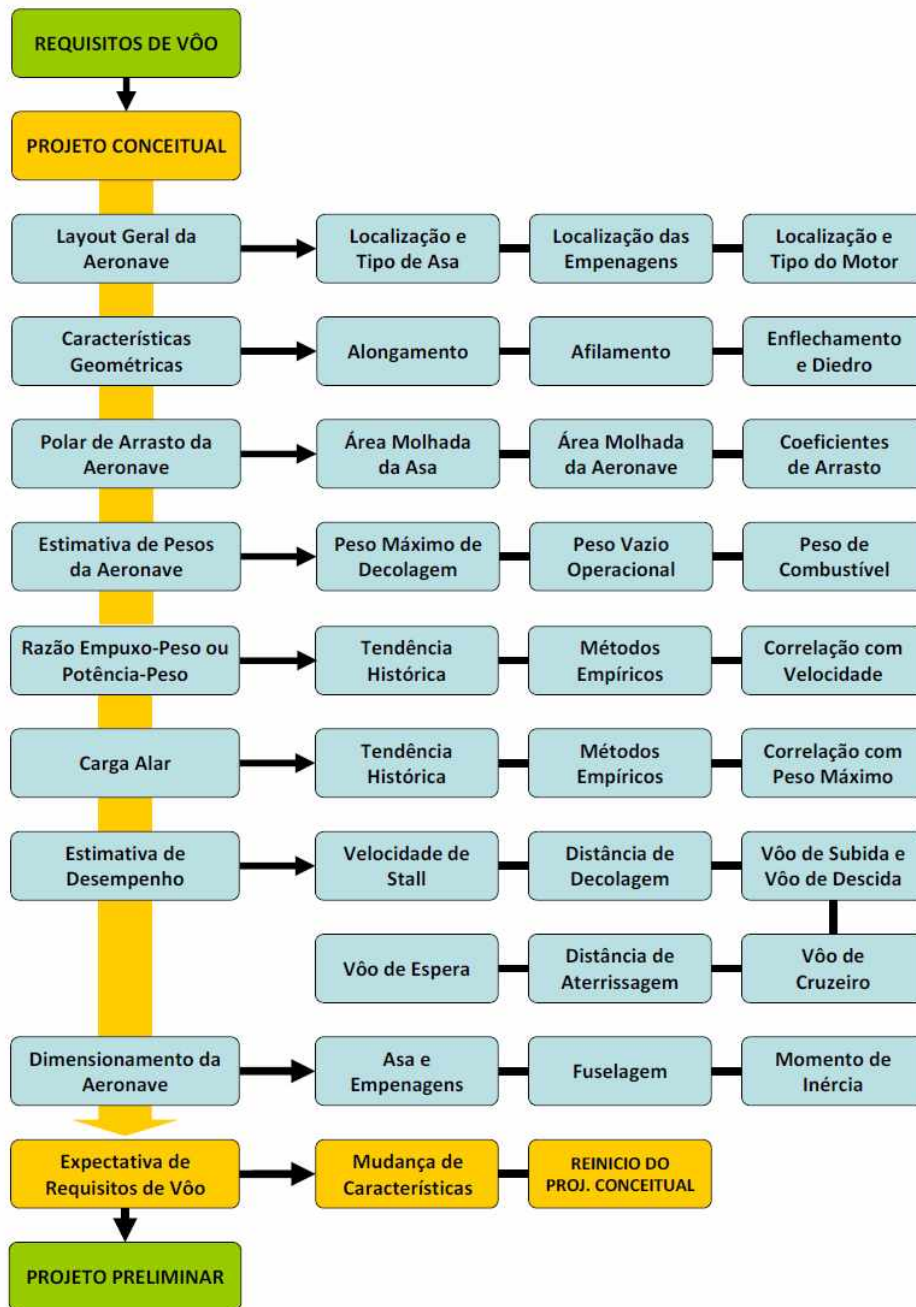 REQUISITOS DE VÔO
PROJETO CONCEITUAL
Layout Geral da
Aeronave
Localização e
Tipo de Asa
Localização das
Empenagens
Localização e
Tipo do Motor
Características
Geométricas
Alongamento
Afilamento
Enflechamento
e Diedro
Polar de Arrasto da
Aeronave
Área Molhada
da Asa
Área Molhada
da Aeronave
Coeficientes
de Arrasto
Estimativa de Pesos
da Aeronave
Peso Máximo de
Decolagem
Peso Vazio
Operacional
Peso de
Combustível
Razão Empuxo-Peso ou
Potência-Peso
Tendência
Histórica
Métodos
Empíricos
Correlação com
Velocidade
Carga Alar
Tendência
Histórica
Métodos
Empíricos
Correlação com
Peso Máximo
Estimativa de
Desempenho
Velocidade de
Stall
Distância de
Decolagem
Vôo de Subida e
Vôo de Descida
Vôo de Espera
Distância de
Aterrissagem
Vôo de
Cruzeiro
Dimensionamento da
Aeronave
Asa e
Empenagens
Fuselagem
Momento de
Inércia
Expectativa de
Requisitos de Vôo
Mudança de
Características
REINICIO DO
PROJ. CONCEITUAL
PROJETO PRELIMINAR